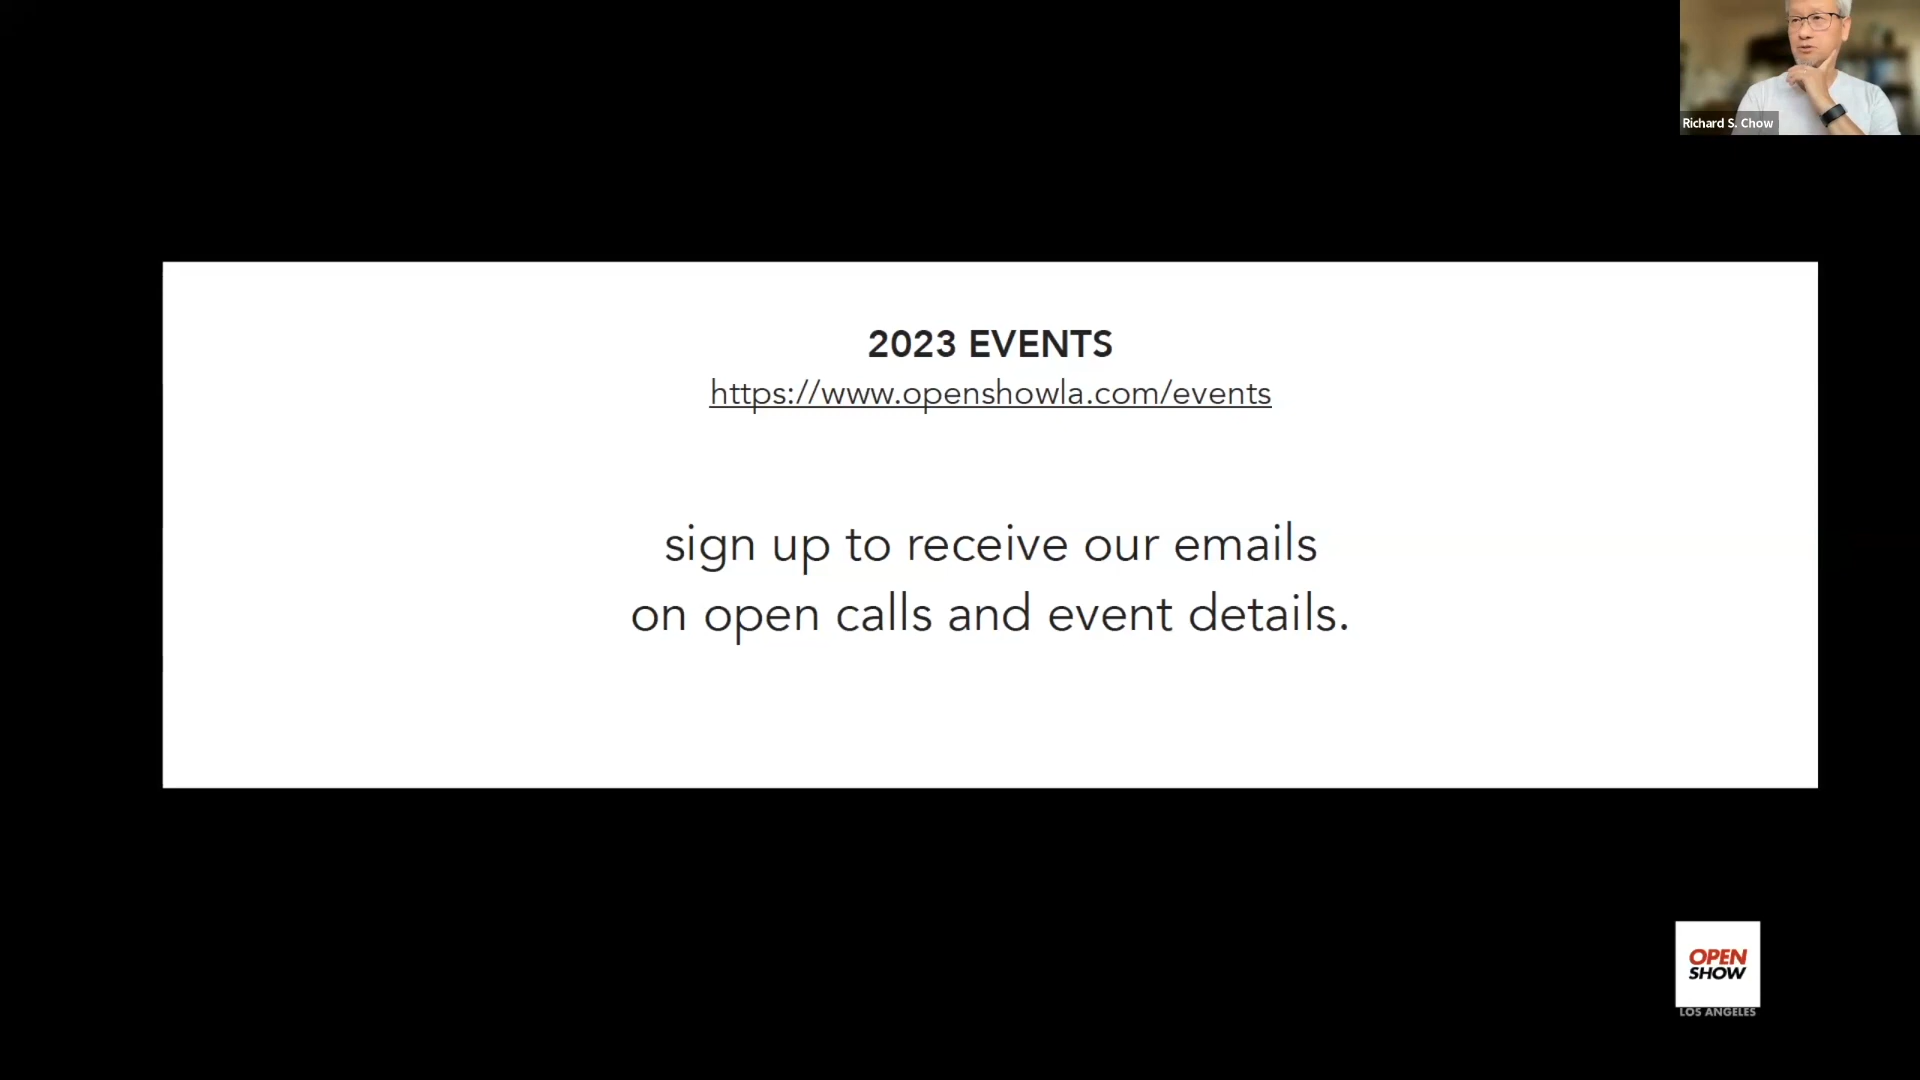 Richard S. Chow
2023 EVENTS
https://www.openshowla.com/events
sign up to receive our emails
on open calls and event details.
OPEN
SHOW
LOS ANGELES